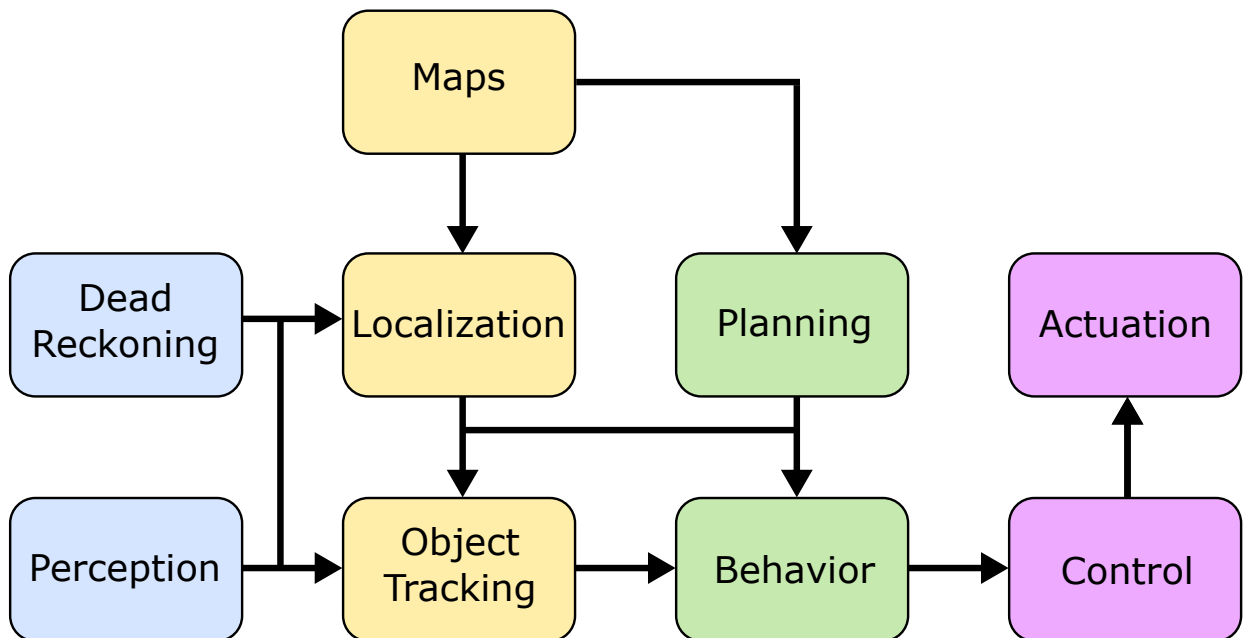 Maps
Dead
Reckoning
Localization
Planning
Actuation
Perception
Object
Tracking
Behavior
Control